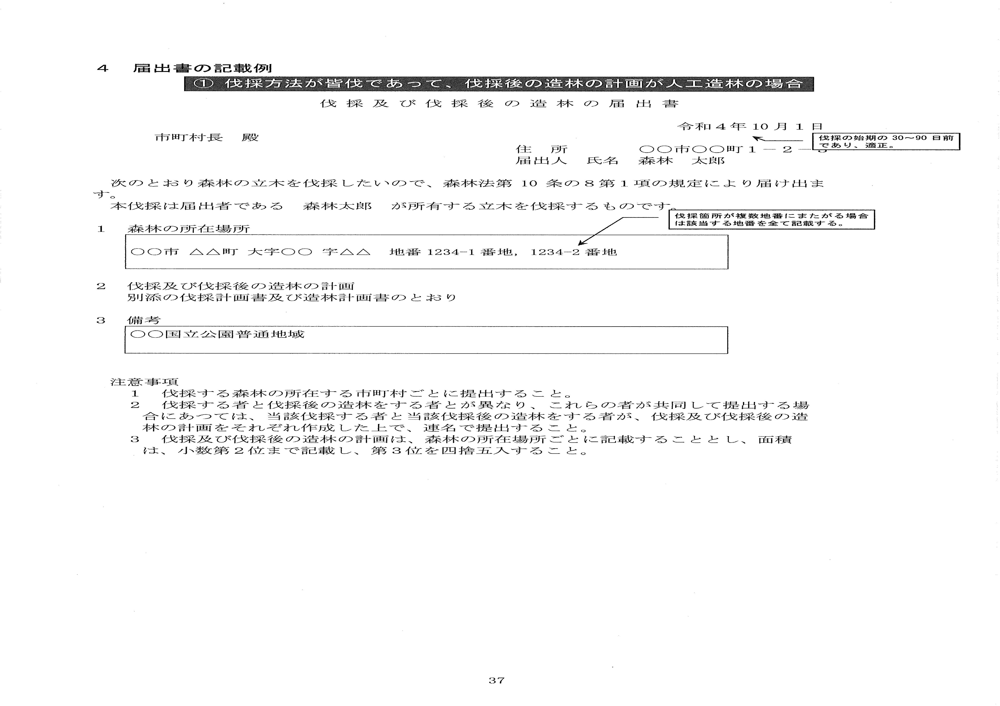 4 届出書の記載例
① 伐採方法が皆伐であって、伐採後の造林の計画が人工造林の場合
伐採及び伐採後の造林の届出書
令和4年10月1日
市町村長 殿
伐採の始期の30～90日前
であり、適正。
住 所 ○○市○○町1－2－
届出人 氏名 森林 太郎
次のとおり森林の立木を伐採したいので、森林法第10条の8第1項の規定により届け出ま
す。
本伐採は届出者である 森林太郎 が所有する立木を伐採するものです。
伐採箇所が複数地番にまたがる場合
は該当する地番を全て記載する。
1 森林の所在場所
○○市 △△町 大字○○ 字△△ 地番1234-1番地, 1234-2番地
2 伐採及び伐採後の造林の計画
別添の伐採計画書及び造林計画書のとおり
3 備考
○○国立公園普通地域
注意事項
1 伐採する森林の所在する市町村ごとに提出すること。
2 伐採する者と伐採後の造林をする者とが異なり、これらの者が共同して提出する場
合にあつては、当該伐採する者と当該伐採後の造林をする者が、伐採及び伐採後の造
林の計画をそれぞれ作成した上で、連名で提出すること。
3 伐採及び伐採後の造林の計画は、森林の所在場所ごとに記載することとし、面積
は、小数第2位まで記載し、第3位を四捨五入すること。
37